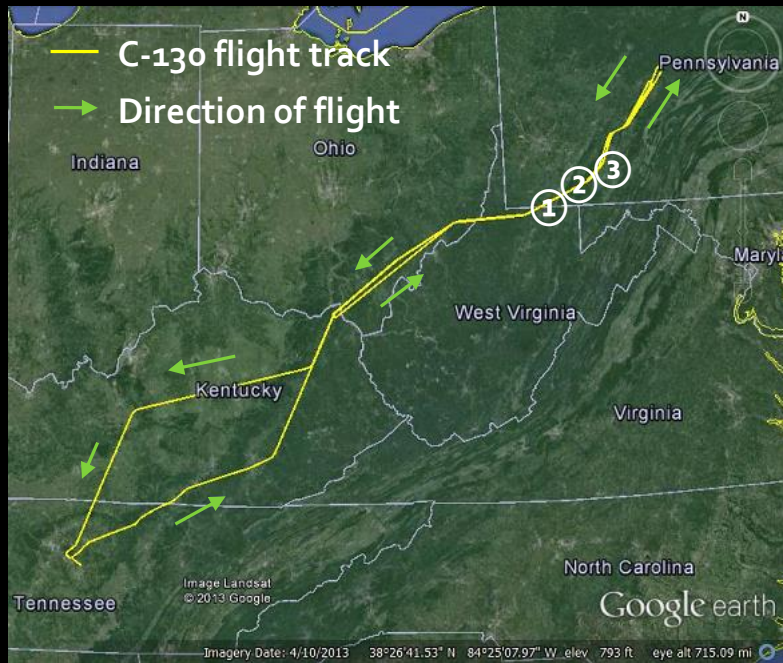 C-130 flight track
Direction of flight
N
Pennsylvania
Ohio
Indiana
①
②
③
West Virginia
Kentucky
Virginia
Image Landsat
© 2013 Google
North Carolina
Tennessee
Google earth
Imagery Date: 4/10/2013 38°26'41.53" N 84°25'07.97" W elev 793 ft eye alt 715.09 mi